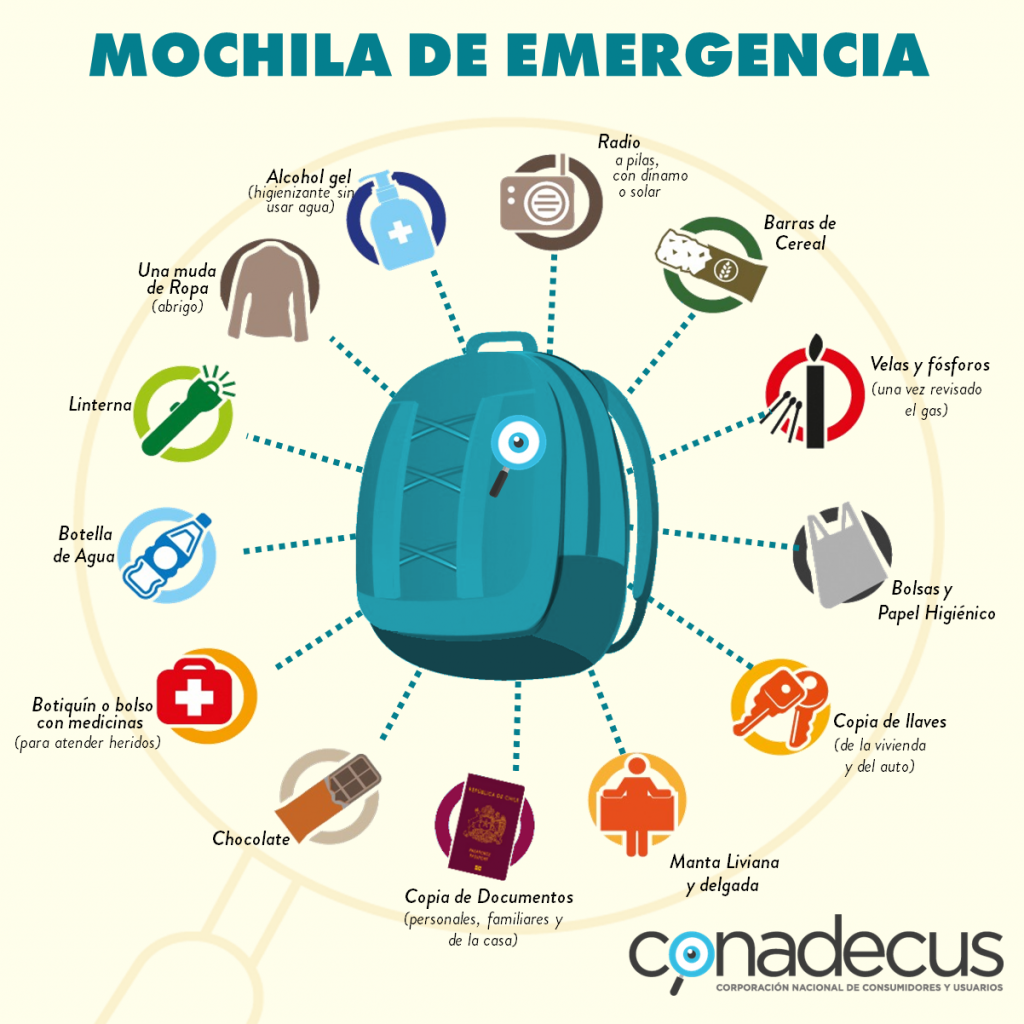 MOCHILA DE EMERGENCIA
Radio
a pilas,
con dínamo
o solar
Alcohol gel
(higienizante sin
usar agua)
Barras de
Cereal
Una muda
de Ropa
(abrigo)
Velas y fósforos
(una vez revisado
el gas)
Linterna
Botella
de Agua
Bolsas y
Papel Higiénico
Botiquín o bolso
con medicinas
(para atender heridos)
Copia de llaves
(de la vivienda
y del auto)
REPUBLICA DE CHILE
Chocolate
Manta Liviana
y delgada
Copia de Documentos
(personales, familiares y
de la casa)
conadecus
CORPORACIÓN NACIONAL DE CONSUMIDORES Y USUARIOS